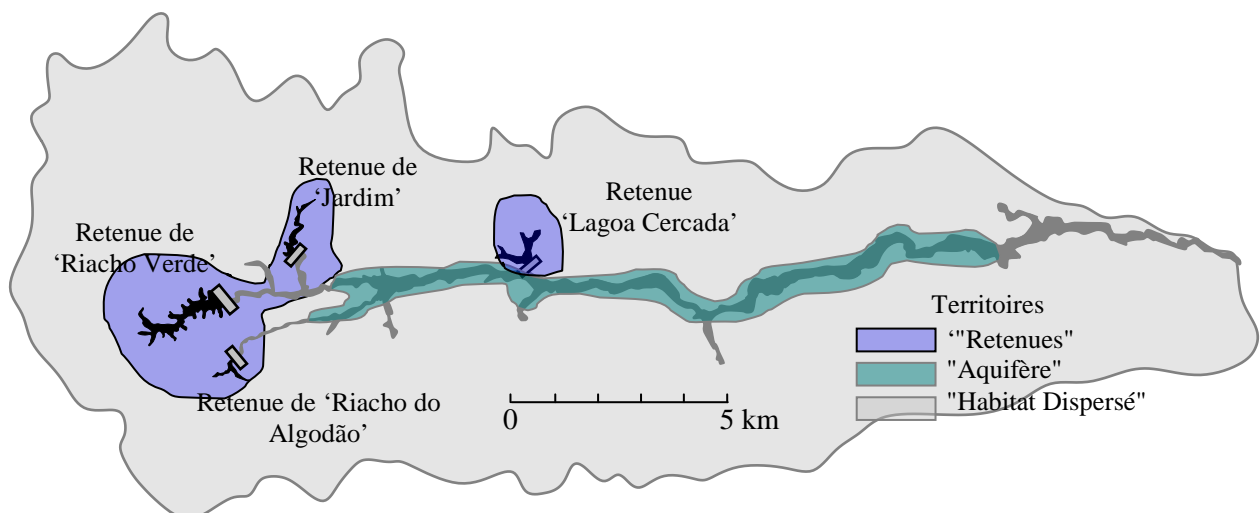 Retenue de
‘Jardim’
Retenue
‘Lagoa Cercada’
Retenue de
‘Riacho Verde’
Territoires
‘"Retenues"
"Aquifère"
"Habitat Dispersé"
Retenue de ‘Riacho do
Algodão’
0
5 km